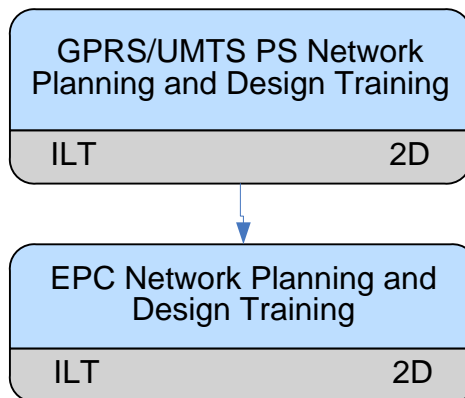 GPRS/UMTS PS Network
Planning and Design Training
ILT 2D
EPC Network Planning and
Design Training
ILT 2D